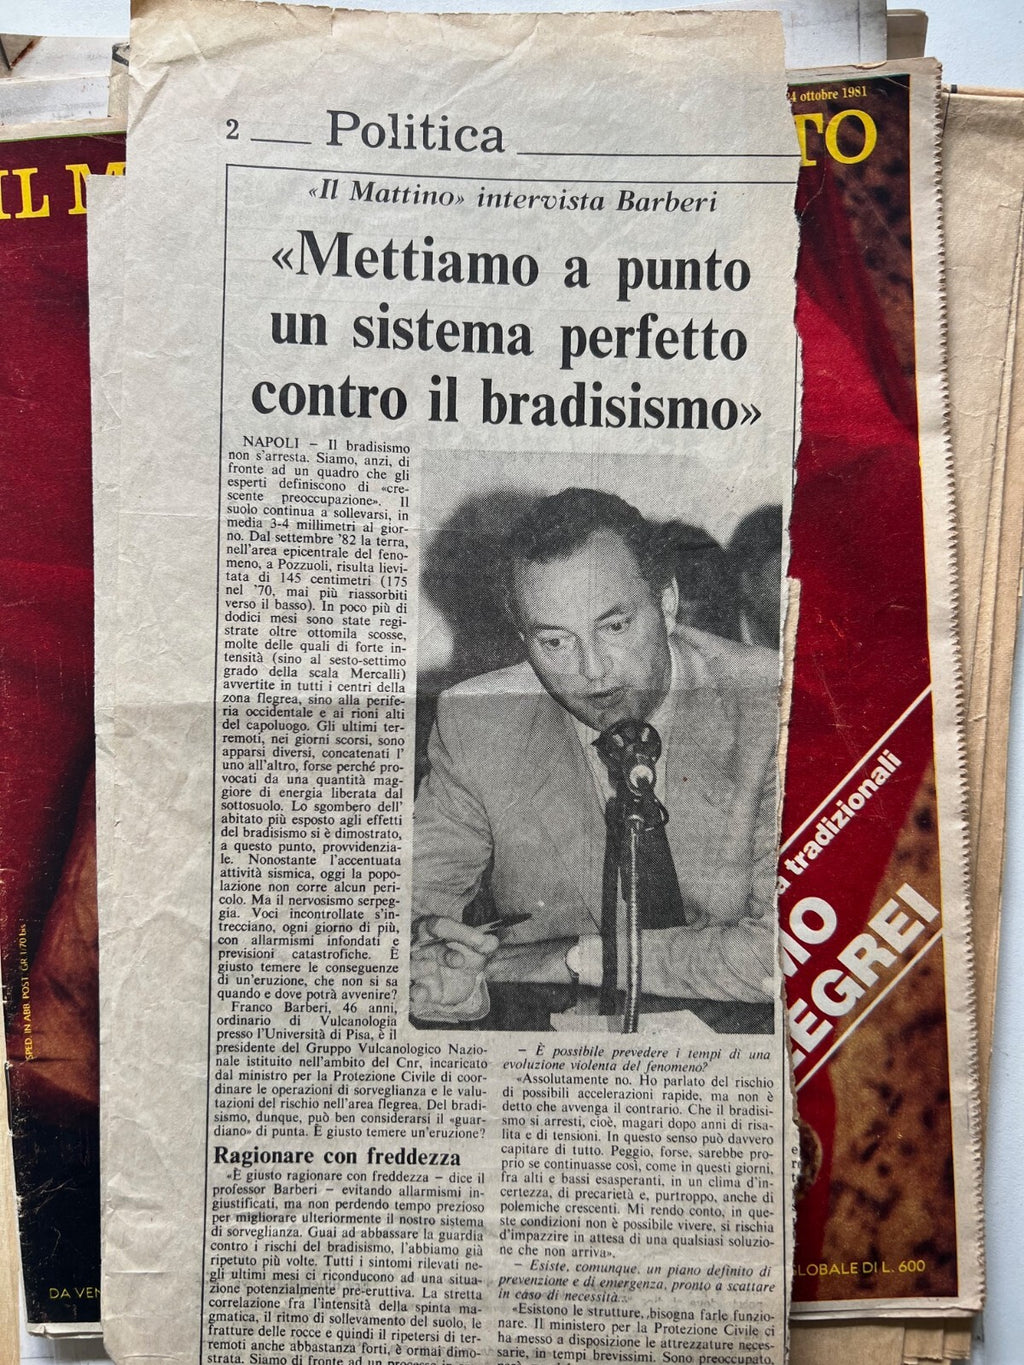 2
Politica
«Il Mattino» intervista Barberi
«Mettiamo a punto
un sistema perfetto
contro il bradisismo»
NAPOLI – Il bradisismo
non s'arresta. Siamo, anzi, di
fronte ad un quadro che gli
esperti definiscono di «cre-
scente preoccupazione». Il
suolo continua a sollevarsi, in
media 3-4 millimetri al gior-
no. Dal settembre '82 la terra,
nell'area epicentrale del feno-
meno, a Pozzuoli, risulta lievi-
tata di 145 centimetri (175
nel '70, mai più riassorbiti
verso il basso). In poco più di
dodici mesi sono state regi-
strate oltre ottomila scosse,
molte delle quali di forte in-
tensità (sino al sesto-settimo
grado della scala Mercalli)
avvertite in tutti i centri della
zona flegrea, sino alla perife-
ria occidentale e ai rioni alti
del capoluogo. Gli ultimi ter-
remoti, nei giorni scorsi, sono
apparsi diversi, concatenati l'
uno all'altro, forse perché pro-
vocati da una quantità mag-
giore di energia liberata dal
sottosuolo. Lo sgombero dell'
abitato più esposto agli effetti
del bradisismo si è dimostrato,
a questo punto, provvidenzia-
le. Nonostante l'accentuata
attività sismica, oggi la popo-
lazione non corre alcun peri-
colo. Ma il nervosismo serpeg-
gia. Voci incontrollate s'in-
trecciano, ogni giorno di più,
con allarmismi infondati e
previsioni catastrofiche. È
giusto temere le conseguenze
di un'eruzione, che non si sa
quando e dove potrà avvenire?
Franco Barberi, 46 anni,
ordinario di Vulcanologia
presso l'Università di Pisa, è il
presidente del Gruppo Vulcanologico Nazio-
nale istituito nell'ambito del Cnr, incaricato
dal ministro per la Protezione Civile di coor-
dinare le operazioni di sorveglianza e le valu-
tazioni del rischio nell'area flegrea. Del bradi-
sismo, dunque, può ben considerarsi il «guar-
diano» di punta. È giusto temere un'eruzione?
Ragionare con freddezza
«È giusto ragionare con freddezza – dice il
professor Barberi – evitando allarmismi in-
giustificati, ma non perdendo tempo prezioso
per migliorare ulteriormente il nostro sistema
di sorveglianza. Guai ad abbassare la guardia
contro i rischi del bradisismo, l'abbiamo già
ripetuto più volte. Tutti i sintomi rilevati ne-
gli ultimi mesi ci riconducono ad una situa-
zione potenzialmente pre-eruttiva. La stretta
correlazione fra l'intensità della spinta ma-
gmatica, il ritmo di sollevamento del suolo, le
fratture delle rocce e quindi il ripetersi di ter-
remoti anche abbastanza forti, è ormai dimo-
strata. Siamo di fronte ad un processo in
– È possibile prevedere i tempi di una
evoluzione violenta del fenomeno?
«Assolutamente no. Ho parlato del rischio
di possibili accelerazioni rapide, ma non è
detto che avvenga il contrario. Che il bradisi-
smo si arresti, cioè, magari dopo anni di risa-
lita e di tensioni. In questo senso può davvero
capitare di tutto. Peggio, forse, sarebbe pro-
prio se continuasse così, come in questi giorni,
fra alti e bassi esasperanti, in un clima d'in-
certezza, di precarietà e, purtroppo, anche di
polemiche crescenti. Mi rendo conto, in que-
ste condizioni non è possibile vivere, si rischia
d'impazzire in attesa di una qualsiasi soluzio-
ne che non arriva».
– Esiste, comunque, un piano definito di
prevenzione e di emergenza, pronto a scattare
in caso di necessità...
«Esistono le strutture, bisogna farle funzio-
nare. Il ministero per la Protezione Civile ci
ha messo a disposizione le attrezzature neces-
sarie, in tempi brevissimi. Sono preoccupato,
IL M
TO
4 ottobre 1981
a tradizionali
MO
EGREI
LOBALE DI L. 600
SPED. IN ABB. POST. GR. 1/70 bis
DA VEN